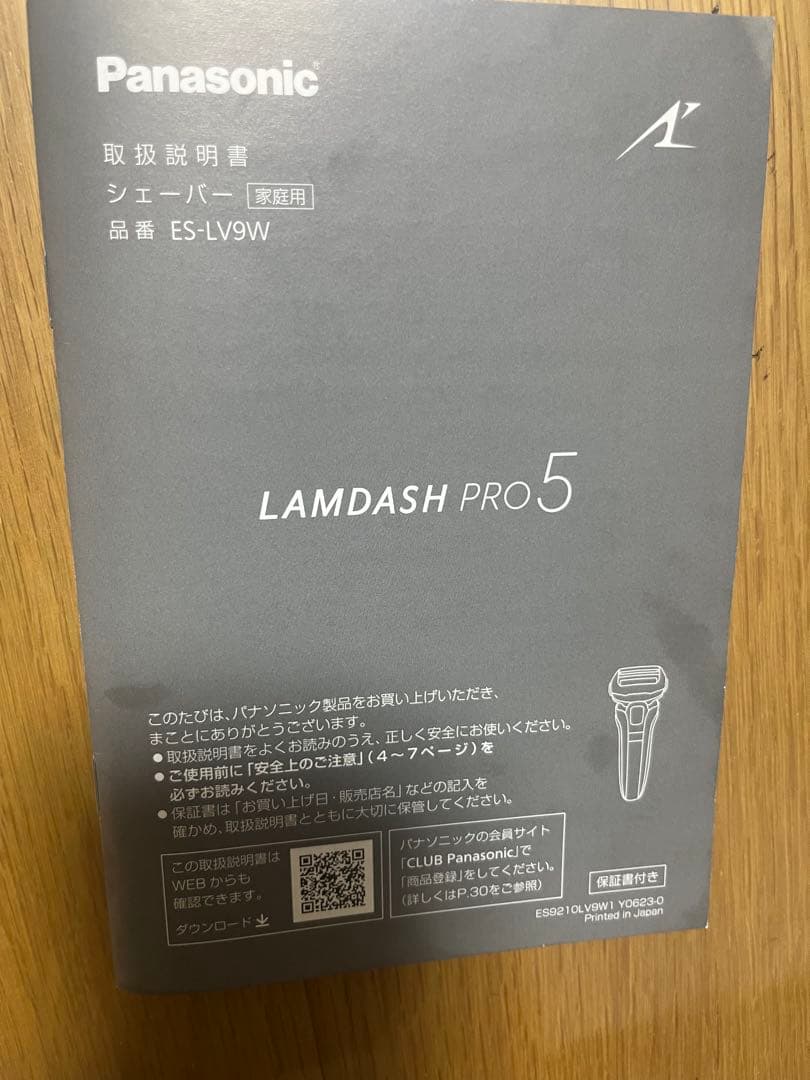 Panasonic®
取扱説明書
シェーバー 家庭用
品番 ES-LV9W
LAMDASH PRO 5
このたびは、パナソニック製品をお買い上げいただき、
まことにありがとうございます。
● 取扱説明書をよくお読みのうえ、正しく安全にお使いください。
● ご使用前に「安全上のご注意」(4~7ページ)を
必ずお読みください。
● 保証書は「お買い上げ日・販売店名」などの記入を
確かめ、取扱説明書とともに大切に保管してください。
この取扱説明書は
WEBからも
確認できます。
ダウンロード
パナソニックの会員サイト
「CLUB Panasonic」で
「商品登録」をしてください。
(詳しくはP.30をご参照)
保証書付き
ES9210LV9W1 Y0623-0
Printed in Japan